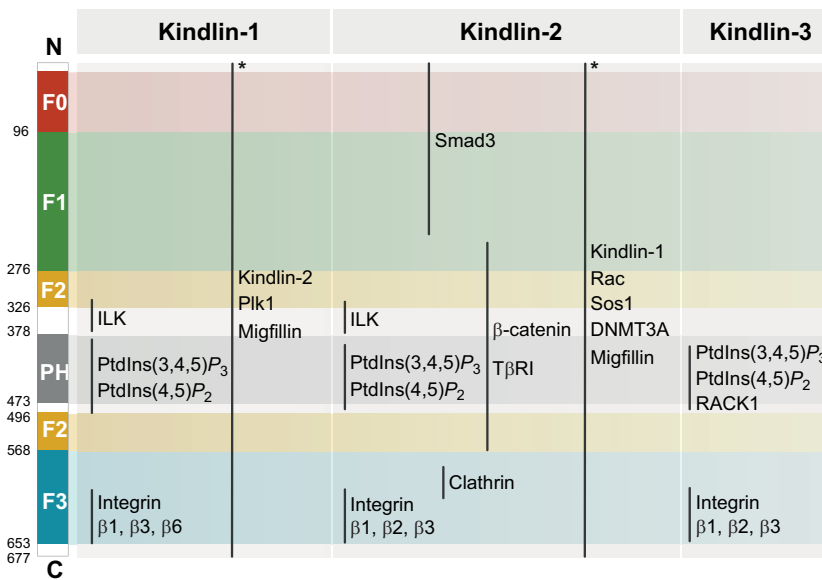 Kindlin-1
Kindlin-2
Kindlin-3
N
*
*
F0
96
Smad3
F1
Kindlin-1
276
Kindlin-2
Rac
F2
Plk1
Sos1
326
ILK
Migfillin
ILK
β-catenin
DNMT3A
378
Migfillin
PtdIns(3,4,5)P3
PtdIns(3,4,5)P3
TβRI
PtdIns(3,4,5)P3
PH
PtdIns(4,5)P2
PtdIns(4,5)P2
PtdIns(4,5)P2
473
RACK1
496
F2
568
Clathrin
F3
Integrin
Integrin
Integrin
β1, β3, β6
β1, β2, β3
β1, β2, β3
653
677
C